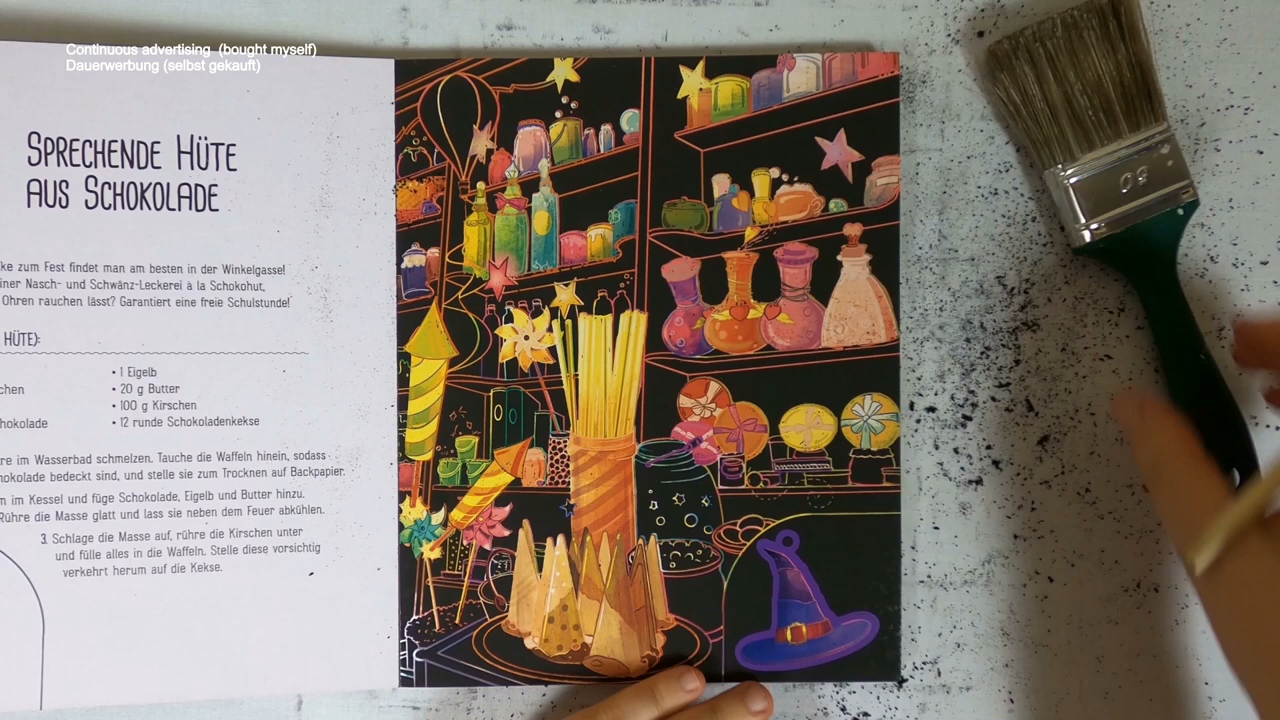 Continuous advertising (bought myself)
Dauerwerbung (selbst gekauft)
SPRECHENDE HÜTE
AUS SCHOKOLADE
ke zum Fest findet man am besten in der Winkelgasse!
iner Nasch- und Schwänz-Leckerei à la Schokohut,
Ohren rauchen lässt? Garantiert eine freie Schulstunde!
HÜTE):
• 1 Eigelb
chen • 20 g Butter
• 100 g Kirschen
hokolade • 12 runde Schokoladenkekse
re im Wasserbad schmelzen. Tauche die Waffeln hinein, sodass
hokolade bedeckt sind, und stelle sie zum Trocknen auf Backpapier.
n im Kessel und füge Schokolade, Eigelb und Butter hinzu.
Rühre die Masse glatt und lass sie neben dem Feuer abkühlen.
3. Schlage die Masse auf, rühre die Kirschen unter
und fülle alles in die Waffeln. Stelle diese vorsichtig
verkehrt herum auf die Kekse.
50